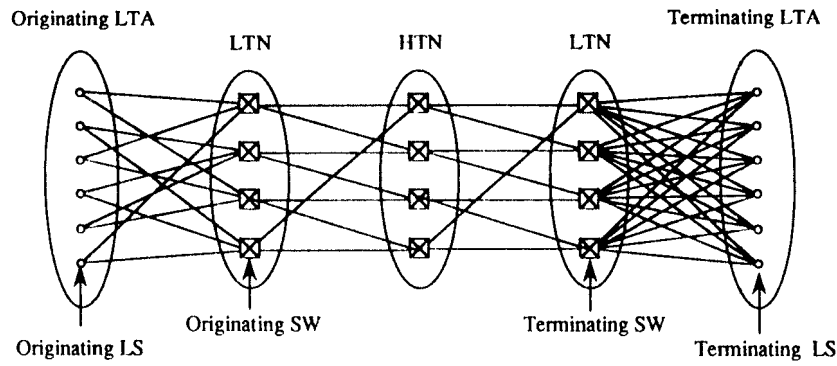 Originating LTA
Terminating LTA
LTN
HTN
LTN
Originating SW
Terminating SW
Originating LS
Terminating LS